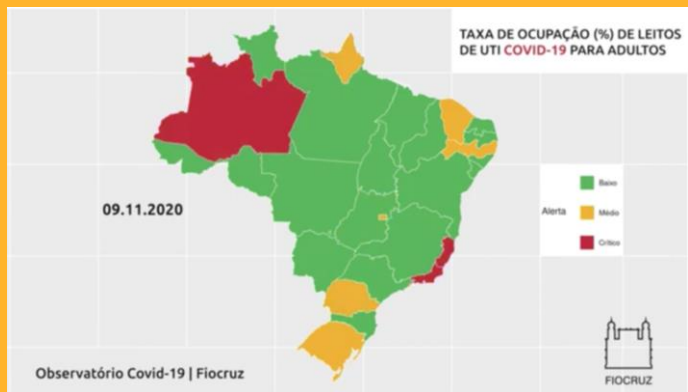 TAXA DE OCUPAÇÃO (%) DE LEITOS
DE UTI COVID-19 PARA ADULTOS
09.11.2020
Alerta
Baixo
Médio
Crítico
Observatório Covid-19 | Fiocruz
FIOCRUZ